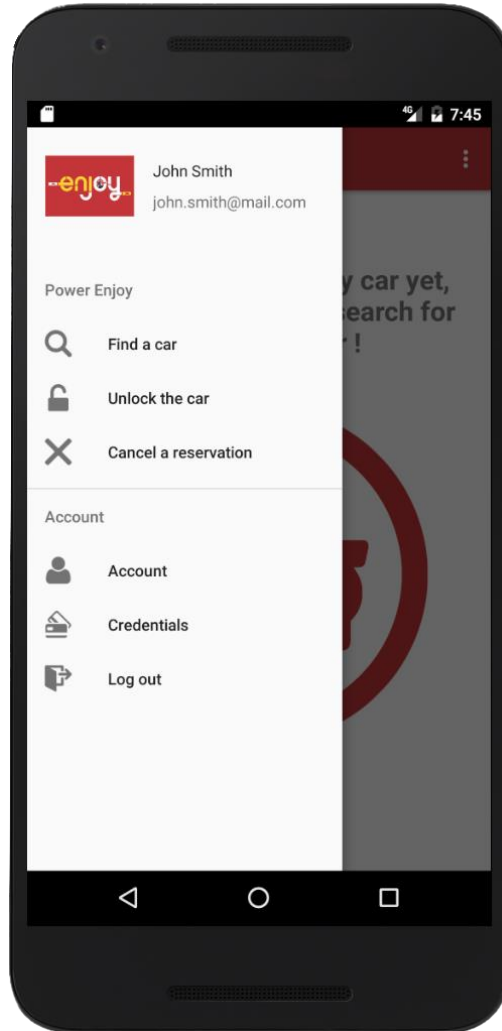 4G 7:45
enjoy
John Smith
john.smith@mail.com
y car yet,
search for
r !
Power Enjoy
Find a car
Unlock the car
Cancel a reservation
Account
Account
Credentials
Log out